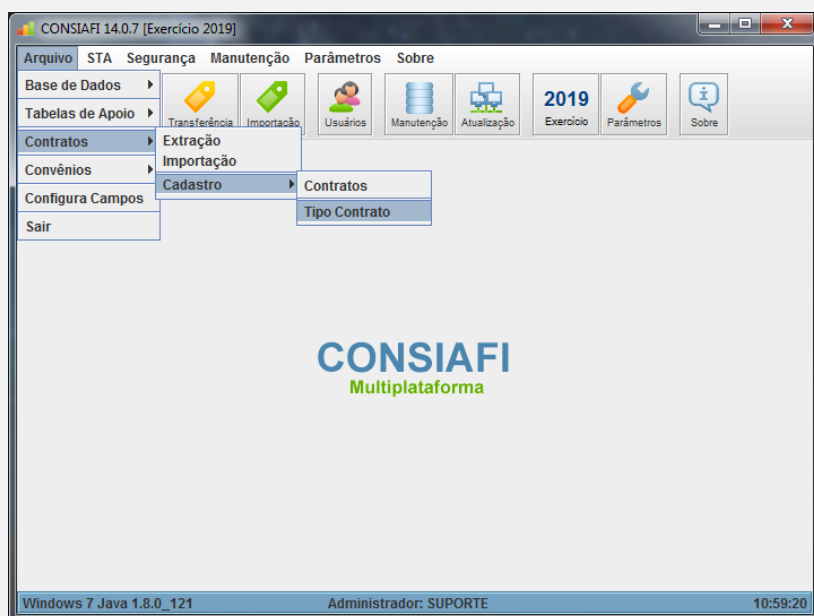 CONSIAFI 14.0.7 [Exercício 2019]
Arquivo STA Segurança Manutenção Parâmetros Sobre
Base de Dados
Tabelas de Apoio
Contratos
Convênios
Configura Campos
Sair
Extração
Importação
Cadastro
Contratos
Tipo Contrato
Transferência
Importação
Usuários
Manutenção
Atualização
2019
Exercício
Parâmetros
Sobre
CONSIAFI
Multiplataforma
Windows 7 Java 1.8.0_121 Administrador: SUPORTE 10:59:20